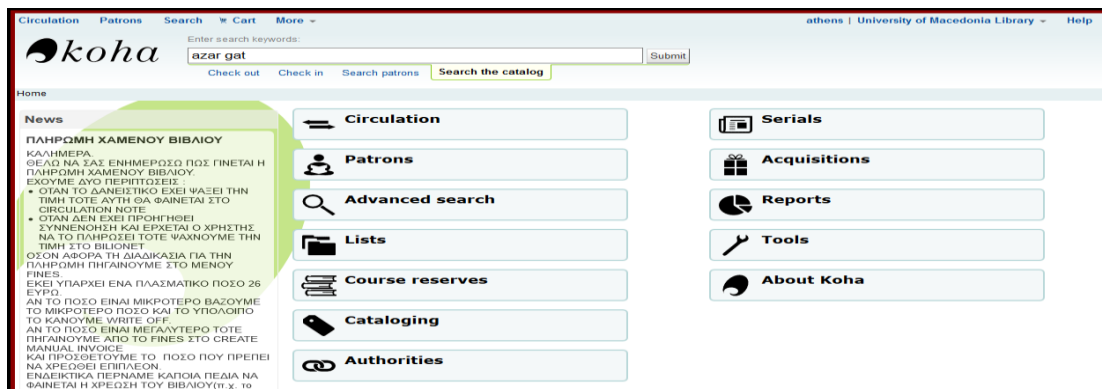 Circulation Patrons Search Cart More athens | University of Macedonia Library Help
koha
Enter search keywords:
azar gat Submit
Check out Check in Search patrons Search the catalog
Home
News
ΠΛΗΡΩΜΗ ΧΑΜΕΝΟΥ ΒΙΒΛΙΟΥ
ΚΑΛΗΜΕΡΑ.
ΘΕΛΩ ΝΑ ΣΑΣ ΕΝΗΜΕΡΩΣΩ ΠΩΣ ΓΙΝΕΤΑΙ Η
ΠΛΗΡΩΜΗ ΧΑΜΕΝΟΥ ΒΙΒΛΙΟΥ.
ΕΧΟΥΜΕ ΔΥΟ ΠΕΡΙΠΤΩΣΕΙΣ :
• ΟΤΑΝ ΤΟ ΔΑΝΕΙΣΤΙΚΟ ΕΧΕΙ ΨΑΞΕΙ ΤΗΝ
ΤΙΜΗ ΤΟΤΕ ΑΥΤΗ ΘΑ ΦΑΙΝΕΤΑΙ ΣΤΟ
CIRCULATION NOTE
• ΟΤΑΝ ΔΕΝ ΕΧΕΙ ΠΡΟΗΓΗΘΕΙ
ΣΥΝΝΕΝΟΗΣΗ ΚΑΙ ΕΡΧΕΤΑΙ Ο ΧΡΗΣΤΗΣ
ΝΑ ΤΟ ΠΛΗΡΩΣΕΙ ΤΟΤΕ ΨΑΧΝΟΥΜΕ ΤΗΝ
ΤΙΜΗ ΣΤΟ BILIONET
ΟΣΟΝ ΑΦΟΡΑ ΤΗ ΔΙΑΔΙΚΑΣΙΑ ΓΙΑ ΤΗΝ
ΠΛΗΡΩΜΗ ΠΗΓΑΙΝΟΥΜΕ ΣΤΟ ΜΕΝΟΥ
FINES.
ΕΚΕΙ ΥΠΑΡΧΕΙ ΕΝΑ ΠΛΑΣΜΑΤΙΚΟ ΠΟΣΟ 26
ΕΥΡΩ.
ΑΝ ΤΟ ΠΟΣΟ ΕΙΝΑΙ ΜΙΚΡΟΤΕΡΟ ΒΑΖΟΥΜΕ
ΤΟ ΜΙΚΡΟΤΕΡΟ ΠΟΣΟ ΚΑΙ ΤΟ ΥΠΟΛΟΙΠΟ
ΤΟ ΚΑΝΟΥΜΕ WRITE OFF.
ΑΝ ΤΟ ΠΟΣΟ ΕΙΝΑΙ ΜΕΓΑΛΥΤΕΡΟ ΤΟΤΕ
ΠΗΓΑΙΝΟΥΜΕ ΑΠΟ ΤΟ FINES ΣΤΟ CREATE
MANUAL INVOICE
ΚΑΙ ΠΡΟΣΘΕΤΟΥΜΕ ΤΟ ΠΟΣΟ ΠΟΥ ΠΡΕΠΕΙ
ΝΑ ΧΡΕΩΘΕΙ ΕΠΙΠΛΕΟΝ.
ΕΝΔΕΙΚΤΙΚΑ ΠΕΡΝΑΜΕ ΚΑΠΟΙΑ ΠΕΔΙΑ ΝΑ
ΦΑΙΝΕΤΑΙ Η ΧΡΕΩΣΗ ΤΟΥ ΒΙΒΛΙΟΥ(π.χ. το
Circulation
Patrons
Advanced search
Lists
Course reserves
Cataloging
Authorities
Serials
Acquisitions
Reports
Tools
About Koha